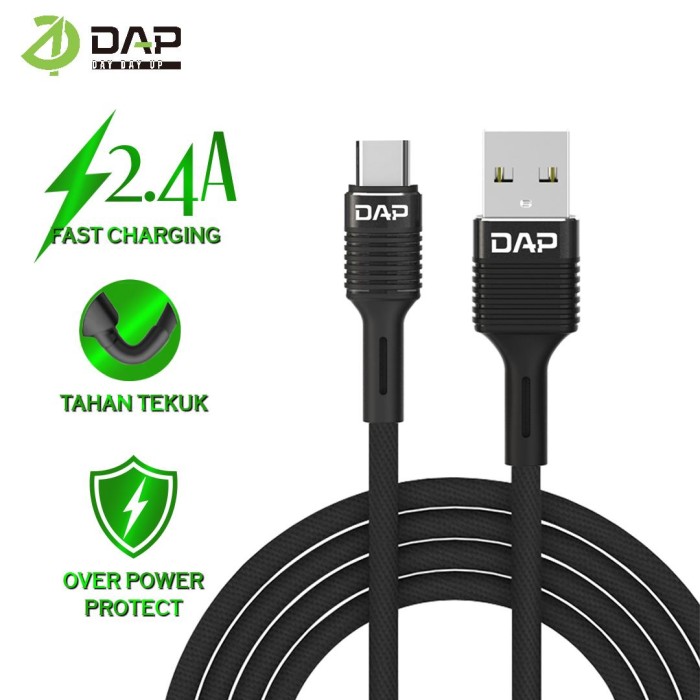 DAP
DAY DAY UP
2.4A
FAST CHARGING
TAHAN TEKUK
OVER POWER
PROTECT
DAP
DAP